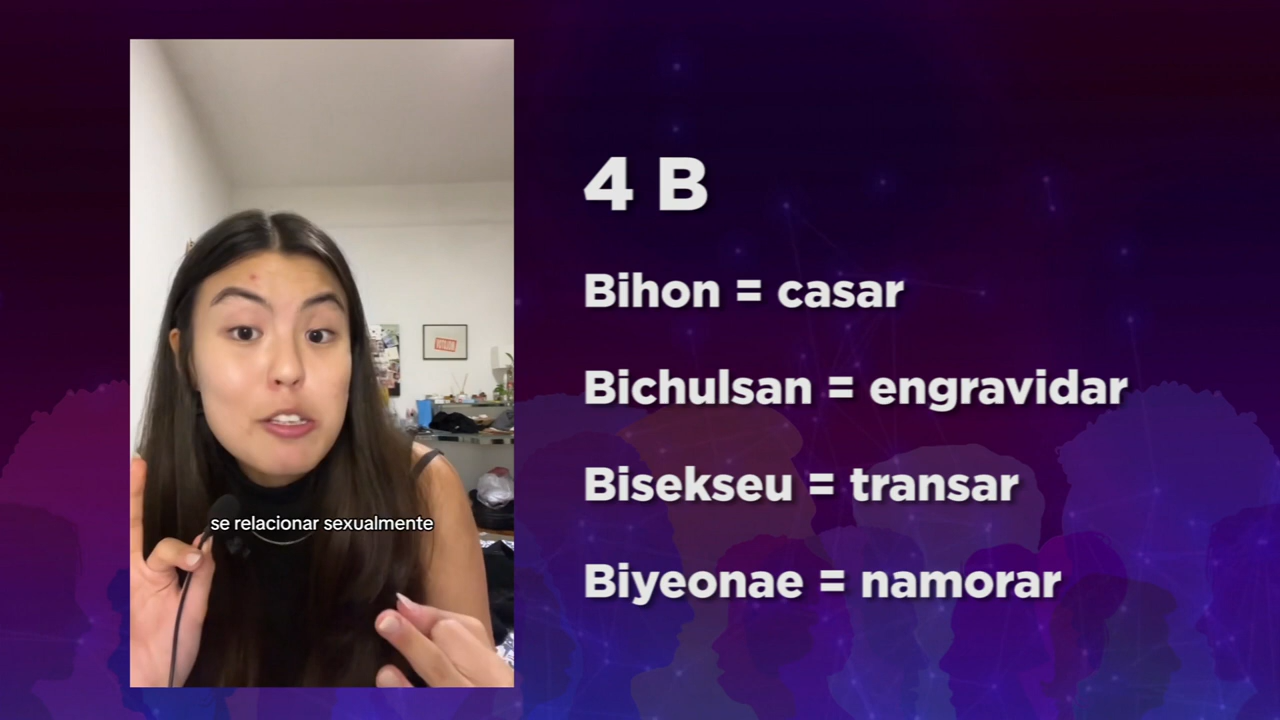 4 B
Bihon = casar
Bichulsan = engravidar
Bisekseu = transar
Biyeonae = namorar
se relacionar sexualmente